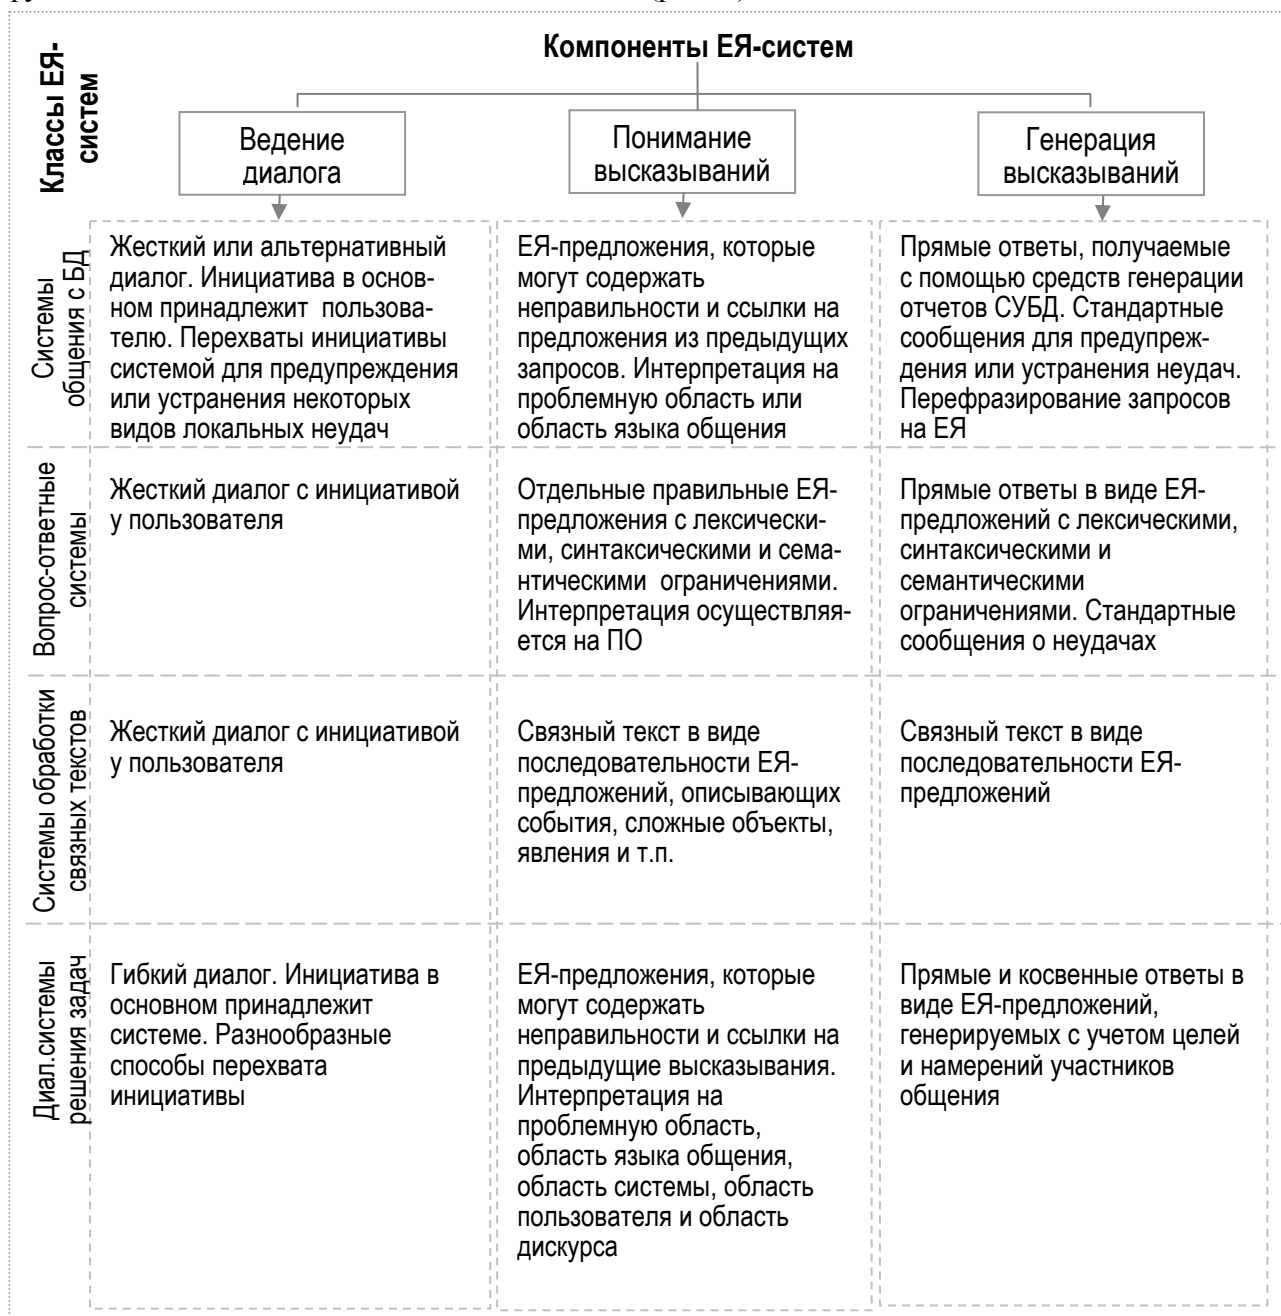 Классы ЕЯ-
систем
Компоненты ЕЯ-систем
Ведение
диалога
Понимание
высказываний
Генерация
высказываний
Системы
общения с БД
Жесткий или альтернативный
диалог. Инициатива в основ-
ном принадлежит пользова-
телю. Перехваты инициативы
системой для предупреждения
или устранения некоторых
видов локальных неудач
ЕЯ-предложения, которые
могут содержать
неправильности и ссылки на
предложения из предыдущих
запросов. Интерпретация на
проблемную область или
область языка общения
Прямые ответы, получаемые
с помощью средств генерации
отчетов СУБД. Стандартные
сообщения для предупреж-
дения или устранения неудач.
Перефразирование запросов
на ЕЯ
Вопрос-ответные
системы
Жесткий диалог с инициативой
у пользователя
Отдельные правильные ЕЯ-
предложения с лексически-
ми, синтаксическими и сема-
нтическими ограничениями.
Интерпретация осуществля-
ется на ПО
Прямые ответы в виде ЕЯ-
предложений с лексическими,
синтаксическими и
семантическими
ограничениями. Стандартные
сообщения о неудачах
Системы обработки
связных текстов
Жесткий диалог с инициативой
у пользователя
Связный текст в виде
последовательности ЕЯ-
предложений, описывающих
события, сложные объекты,
явления и т.п.
Связный текст в виде
последовательности ЕЯ-
предложений
Диал.системы
решения задач
Гибкий диалог. Инициатива в
основном принадлежит
системе. Разнообразные
способы перехвата
инициативы
ЕЯ-предложения, которые
могут содержать
неправильности и ссылки на
предыдущие высказывания.
Интерпретация на
проблемную область,
область языка общения,
область системы, область
пользователя и область
дискурса
Прямые и косвенные ответы в
виде ЕЯ-предложений,
генерируемых с учетом целей
и намерений участников
общения